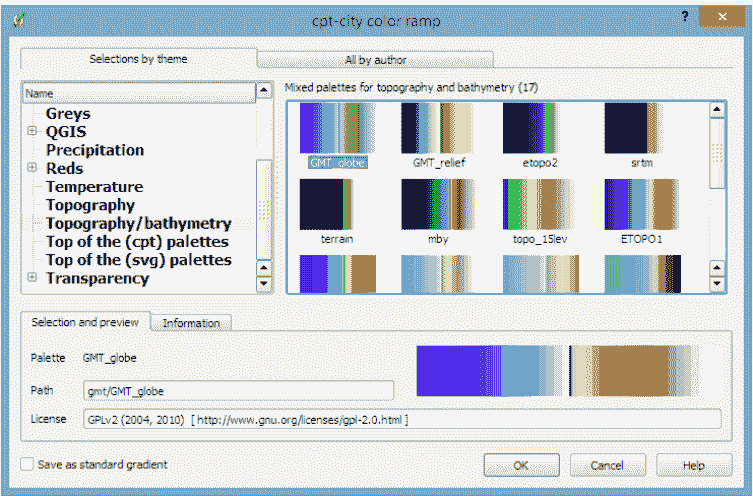 cpt-city color ramp
?
x
Selections by theme
All by author
Name
Greys
QGIS
Precipitation
Reds
Temperature
Topography
Topography/bathymetry
Top of the (cpt) palettes
Top of the (svg) palettes
Transparency
Mixed palettes for topography and bathymetry (17)
GMT_globe
GMT_relief
etopo2
srtm
terrain
mby
topo_15lev
ETOPO1
Selection and preview
Information
Palette
GMT_globe
Path
gmt/GMT_globe
License
GPLv2 (2004, 2010) [ http://www.gnu.org/licenses/gpl-2.0.html ]
Save as standard gradient
OK
Cancel
Help